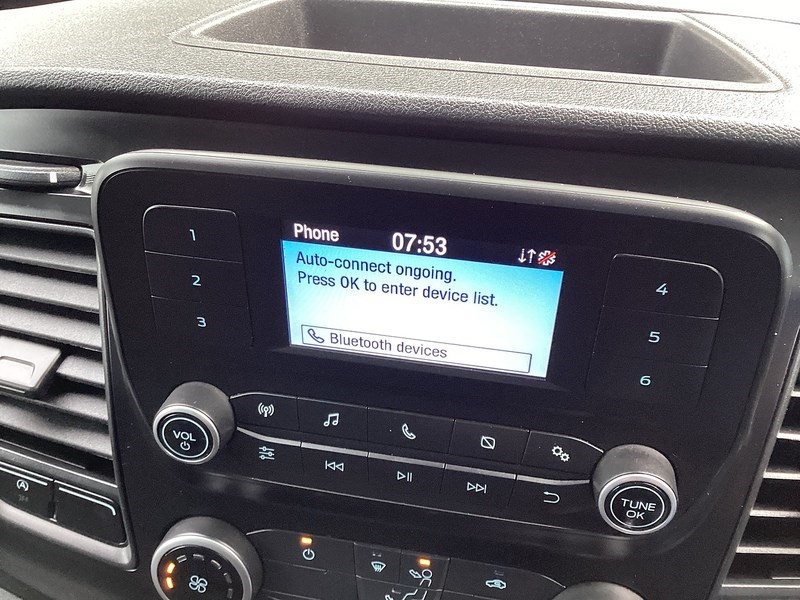 Phone 07:53
Auto-connect ongoing.
Press OK to enter device list.
Bluetooth devices
1
2
3
4
5
6
VOL
TUNE
OK
A